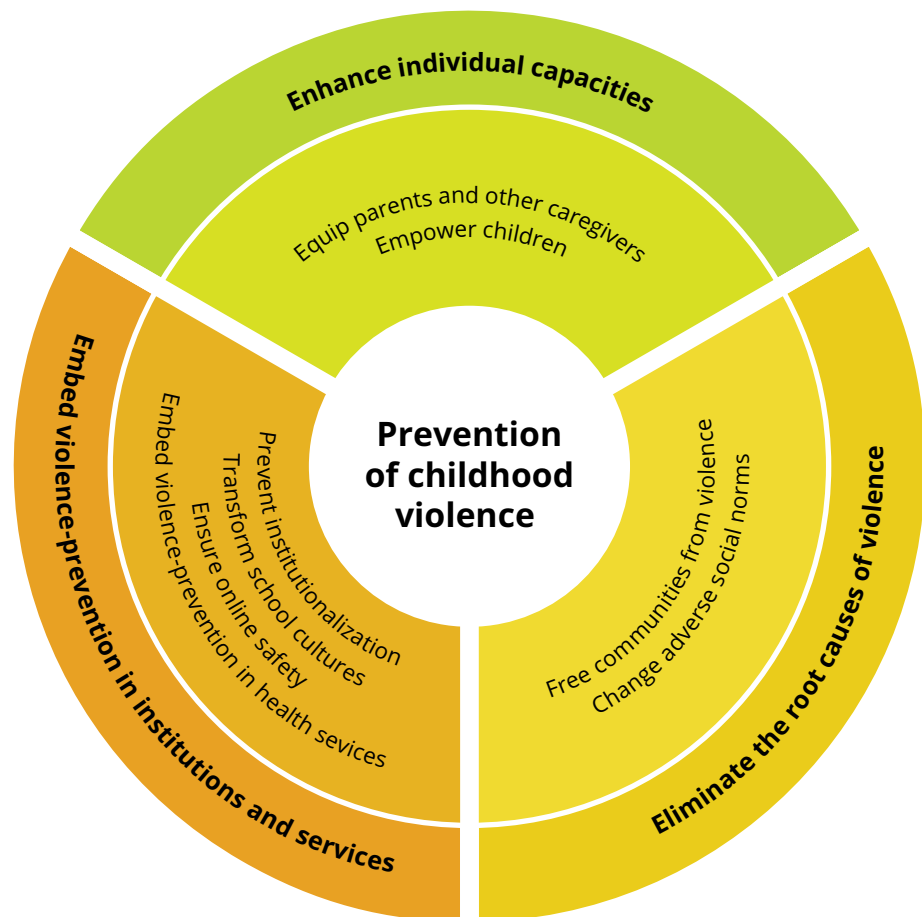 Enhance individual capacities
Equip parents and other caregivers
Empower children
Prevention
of childhood
violence
Embed violence-prevention in institutions and services
Prevent institutionalization
Transform school cultures
Ensure online safety
Embed violence-prevention in health sevices
Free communities from violence
Change adverse social norms
Eliminate the root causes of violence